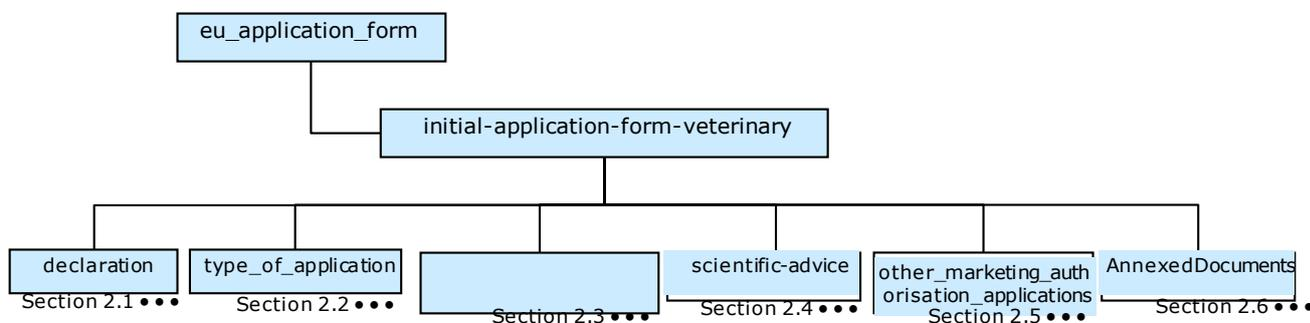 eu_application_form
initial-application-form-veterinary
declaration
type_of_application
scientific-advice
other_marketing_auth
orisation_applications
AnnexedDocuments
Section 2.1 •••
Section 2.2 •••
Section 2.3 •••
Section 2.4 •••
Section 2.5 •••
Section 2.6 •••